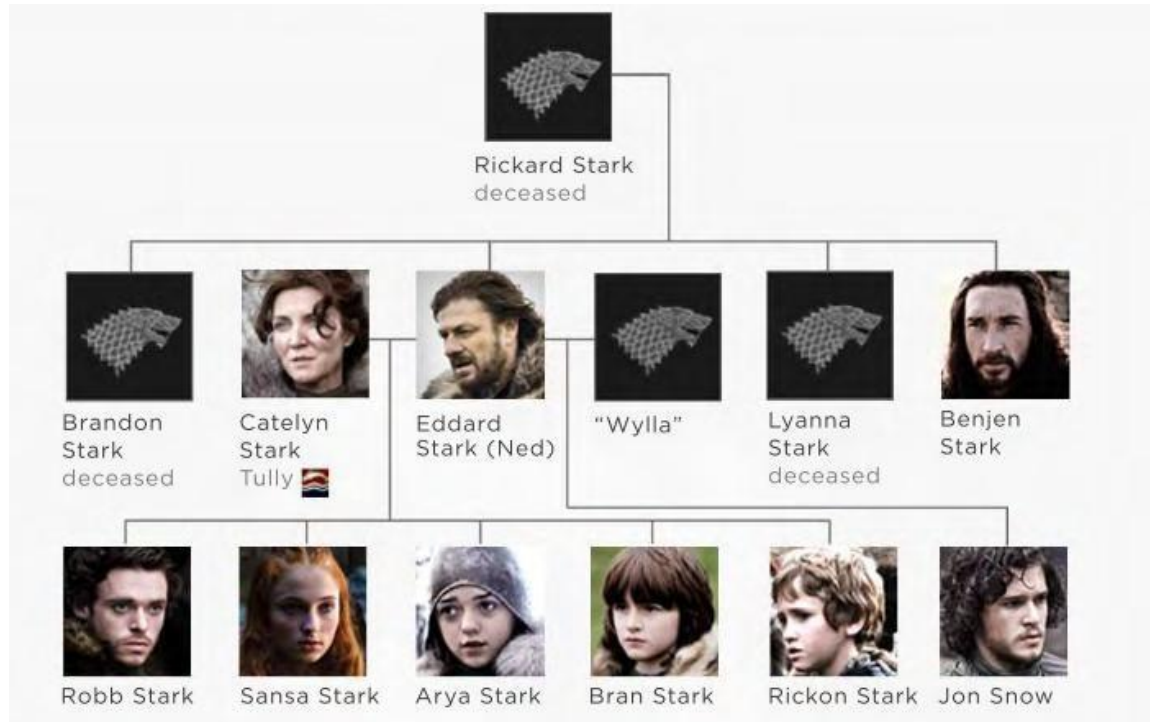 Rickard Stark
deceased
Brandon
Stark
deceased
Catelyn
Stark
Tully
Eddard
Stark (Ned)
“Wylla”
Lyanna
Stark
deceased
Benjen
Stark
Robb Stark
Sansa Stark
Arya Stark
Bran Stark
Rickon Stark
Jon Snow